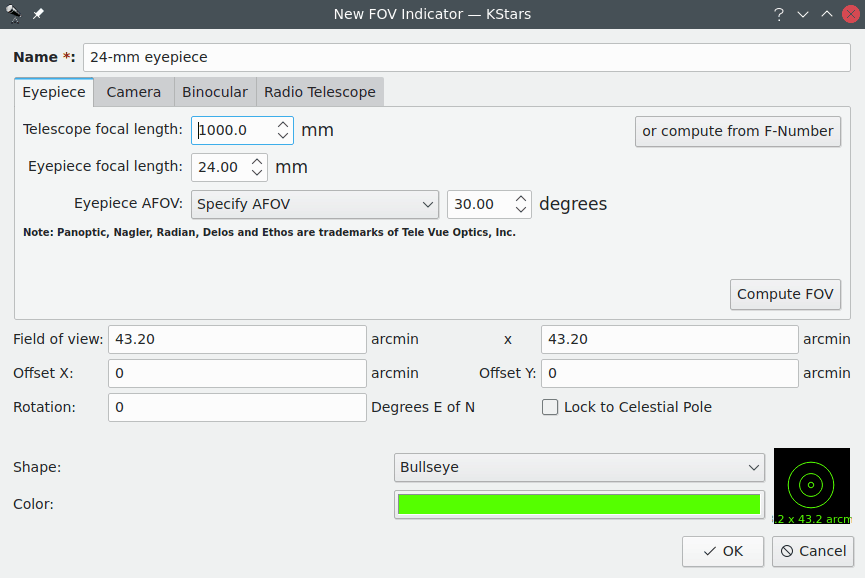 New FOV Indicator — KStars
Name *: 24-mm eyepiece
Eyepiece Camera Binocular Radio Telescope
Telescope focal length: 1000.0 mm or compute from F-Number
Eyepiece focal length: 24.00 mm
Eyepiece AFOV: Specify AFOV 30.00 degrees
Note: Panoptic, Nagler, Radian, Delos and Ethos are trademarks of Tele Vue Optics, Inc.
Compute FOV
Field of view: 43.20 arcmin x 43.20 arcmin
Offset X: 0 arcmin Offset Y: 0 arcmin
Rotation: 0 Degrees E of N Lock to Celestial Pole
Shape: Bullseye
Color:
.2 x 43.2 arcm
OK Cancel